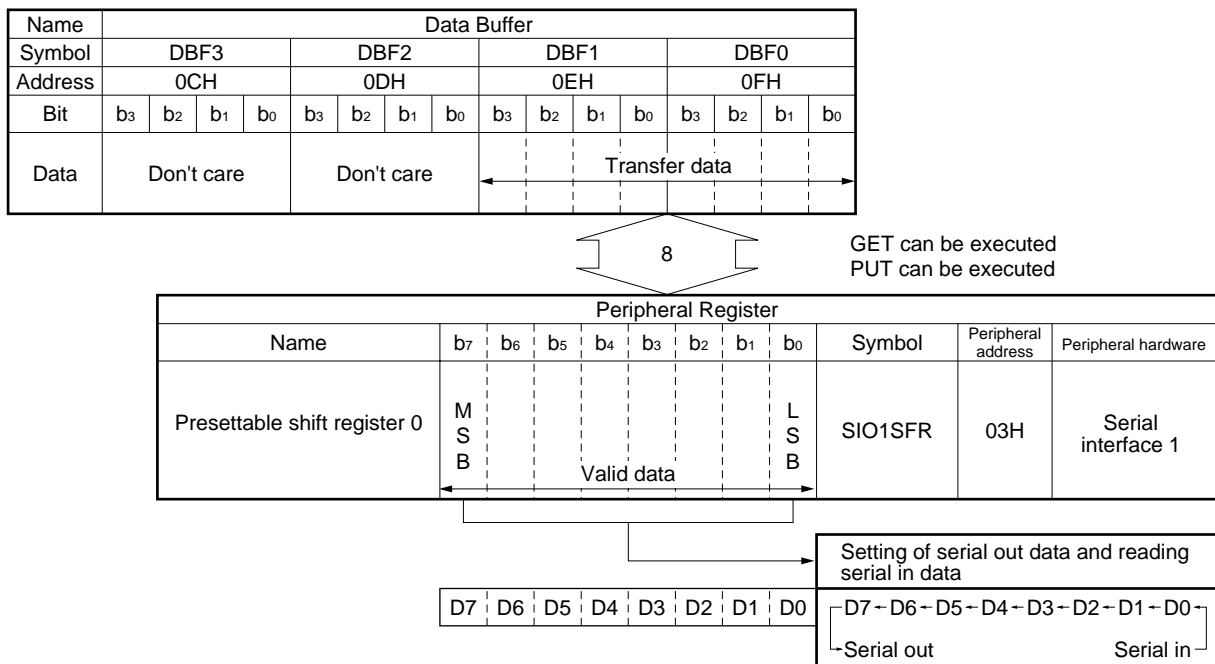 Name Data Buffer
Symbol DBF3 DBF2 DBF1 DBF0
Address 0CH 0DH 0EH 0FH
Bit b3 b2 b1 b0 b3 b2 b1 b0 b3 b2 b1 b0 b3 b2 b1 b0
Data Don't care Don't care Transfer data
8
GET can be executed
PUT can be executed
Peripheral Register
Name b7 b6 b5 b4 b3 b2 b1 b0 Symbol Peripheral address Peripheral hardware
Presettable shift register 0 MSB LSB SIO1SFR 03H Serial interface 1
Valid data
Setting of serial out data and reading
serial in data
D7 D6 D5 D4 D3 D2 D1 D0
D7←D6←D5←D4←D3←D2←D1←D0
Serial out Serial in